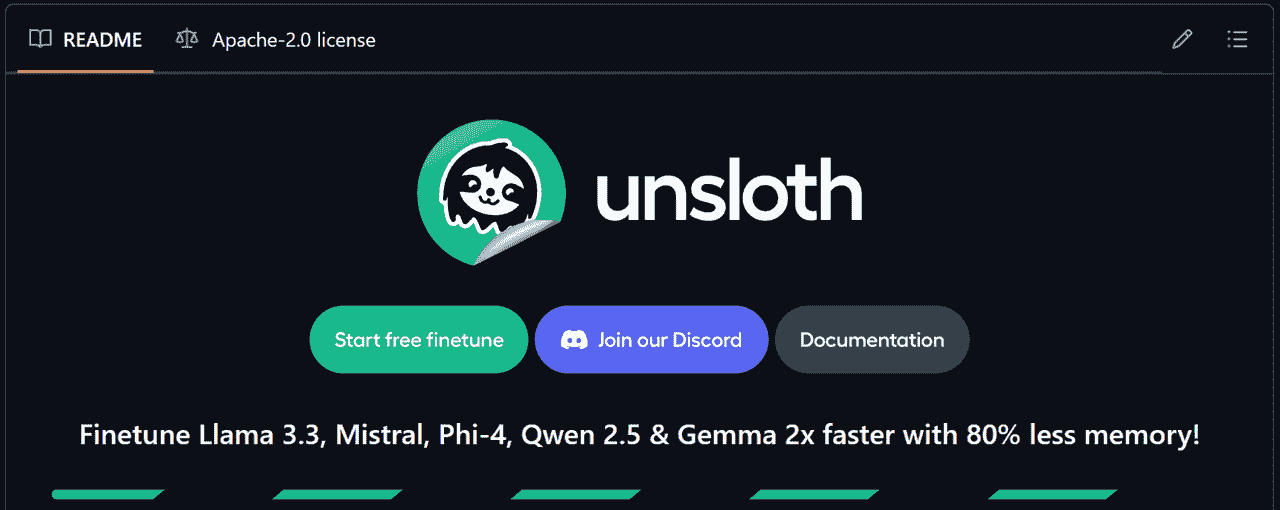 README
Apache-2.0 license
unsloth
Start free finetune
Join our Discord
Documentation
Finetune Llama 3.3, Mistral, Phi-4, Qwen 2.5 & Gemma 2x faster with 80% less memory!